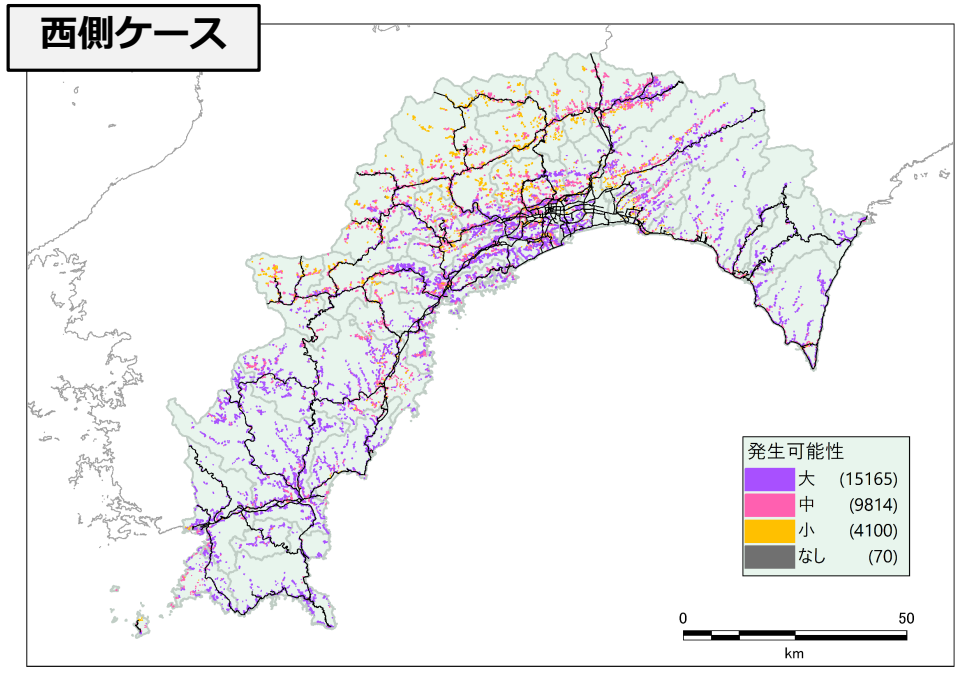 西側ケース
発生可能性
大 (15165)
中 (9814)
小 (4100)
なし (70)
0 50
km